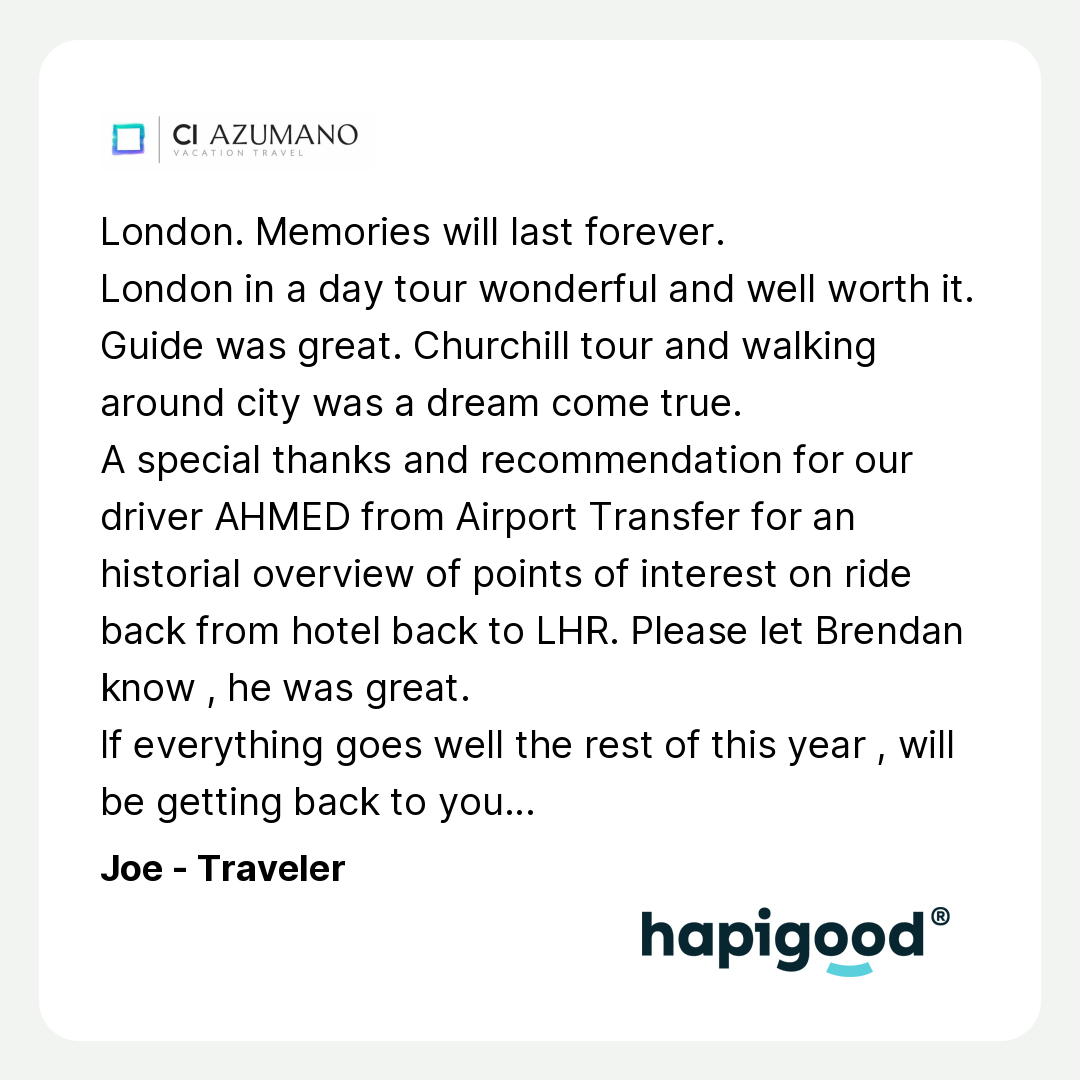 CI AZUMANO
VACATION TRAVEL
London. Memories will last forever.
London in a day tour wonderful and well worth it.
Guide was great. Churchill tour and walking
around city was a dream come true.
A special thanks and recommendation for our
driver AHMED from Airport Transfer for an
historial overview of points of interest on ride
back from hotel back to LHR. Please let Brendan
know , he was great.
If everything goes well the rest of this year , will
be getting back to you...
Joe - Traveler
hapigood®